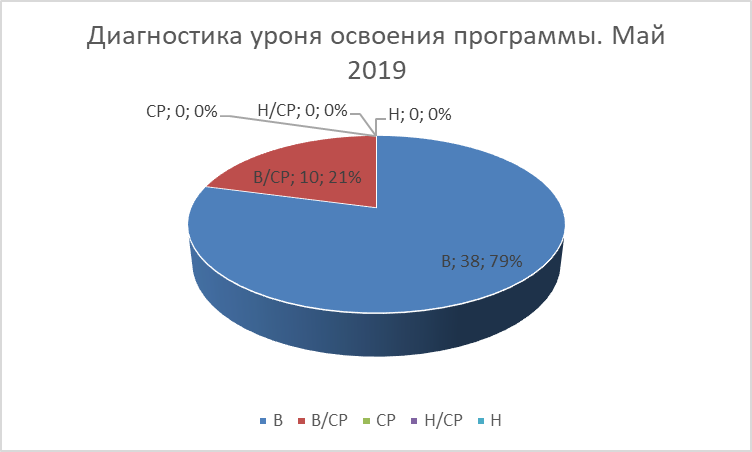 Диагностика уроня освоения программы. Май
2019
СР; 0; 0%
Н/СР; 0; 0%
Н; 0; 0%
В/СР; 10; 21%
В; 38; 79%
В
В/СР
СР
Н/СР
Н